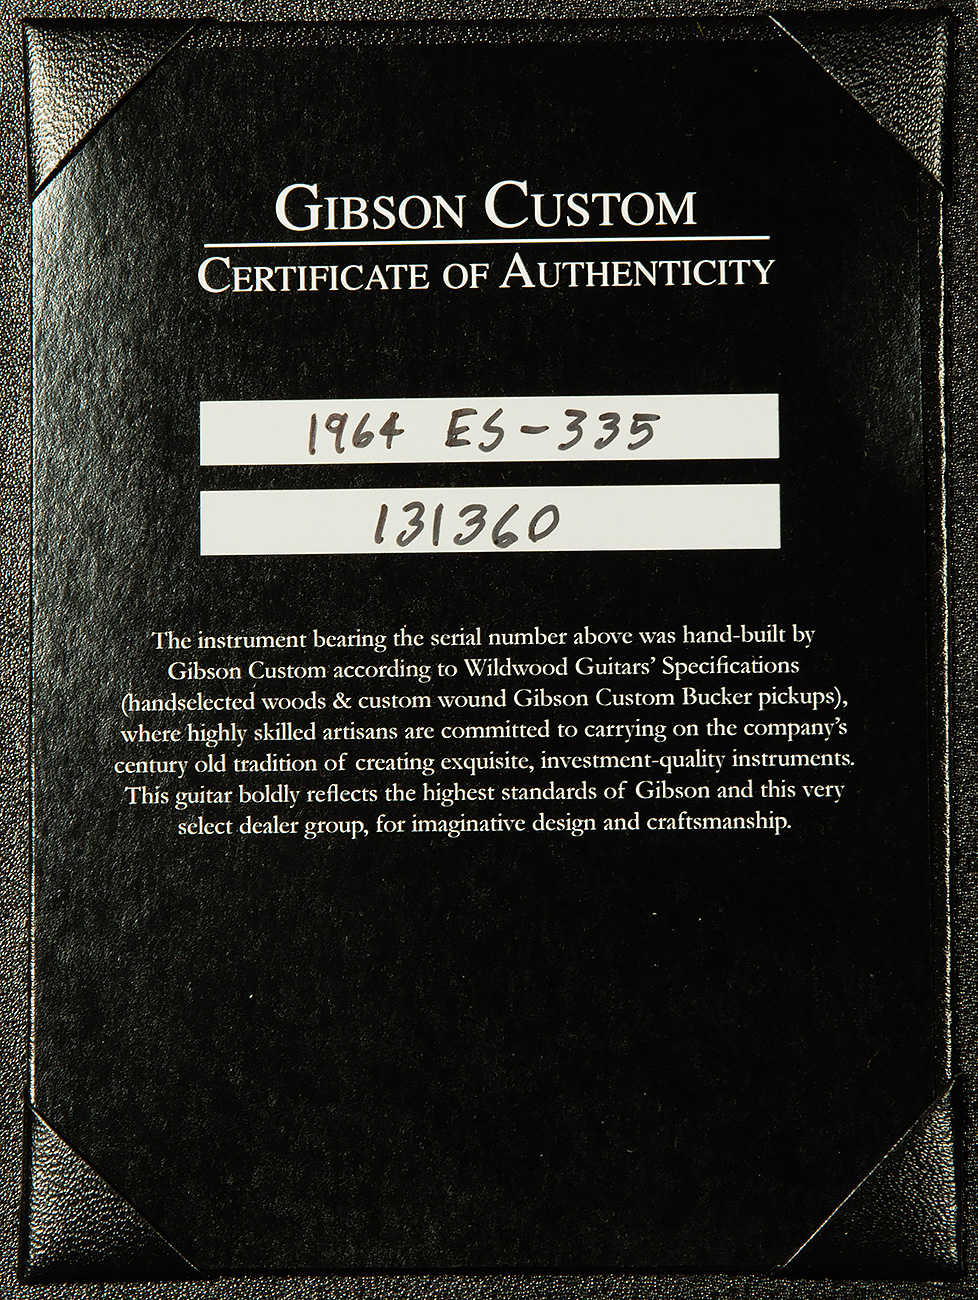 GIBSON CUSTOM
CERTIFICATE OF AUTHENTICITY
1964 ES-335
131360
The instrument bearing the serial number above was hand-built by
Gibson Custom according to Wildwood Guitars' Specifications
(handselected woods & custom wound Gibson Custom Bucker pickups),
where highly skilled artisans are committed to carrying on the company's
century old tradition of creating exquisite, investment-quality instruments.
This guitar boldly reflects the highest standards of Gibson and this very
select dealer group, for imaginative design and craftsmanship.